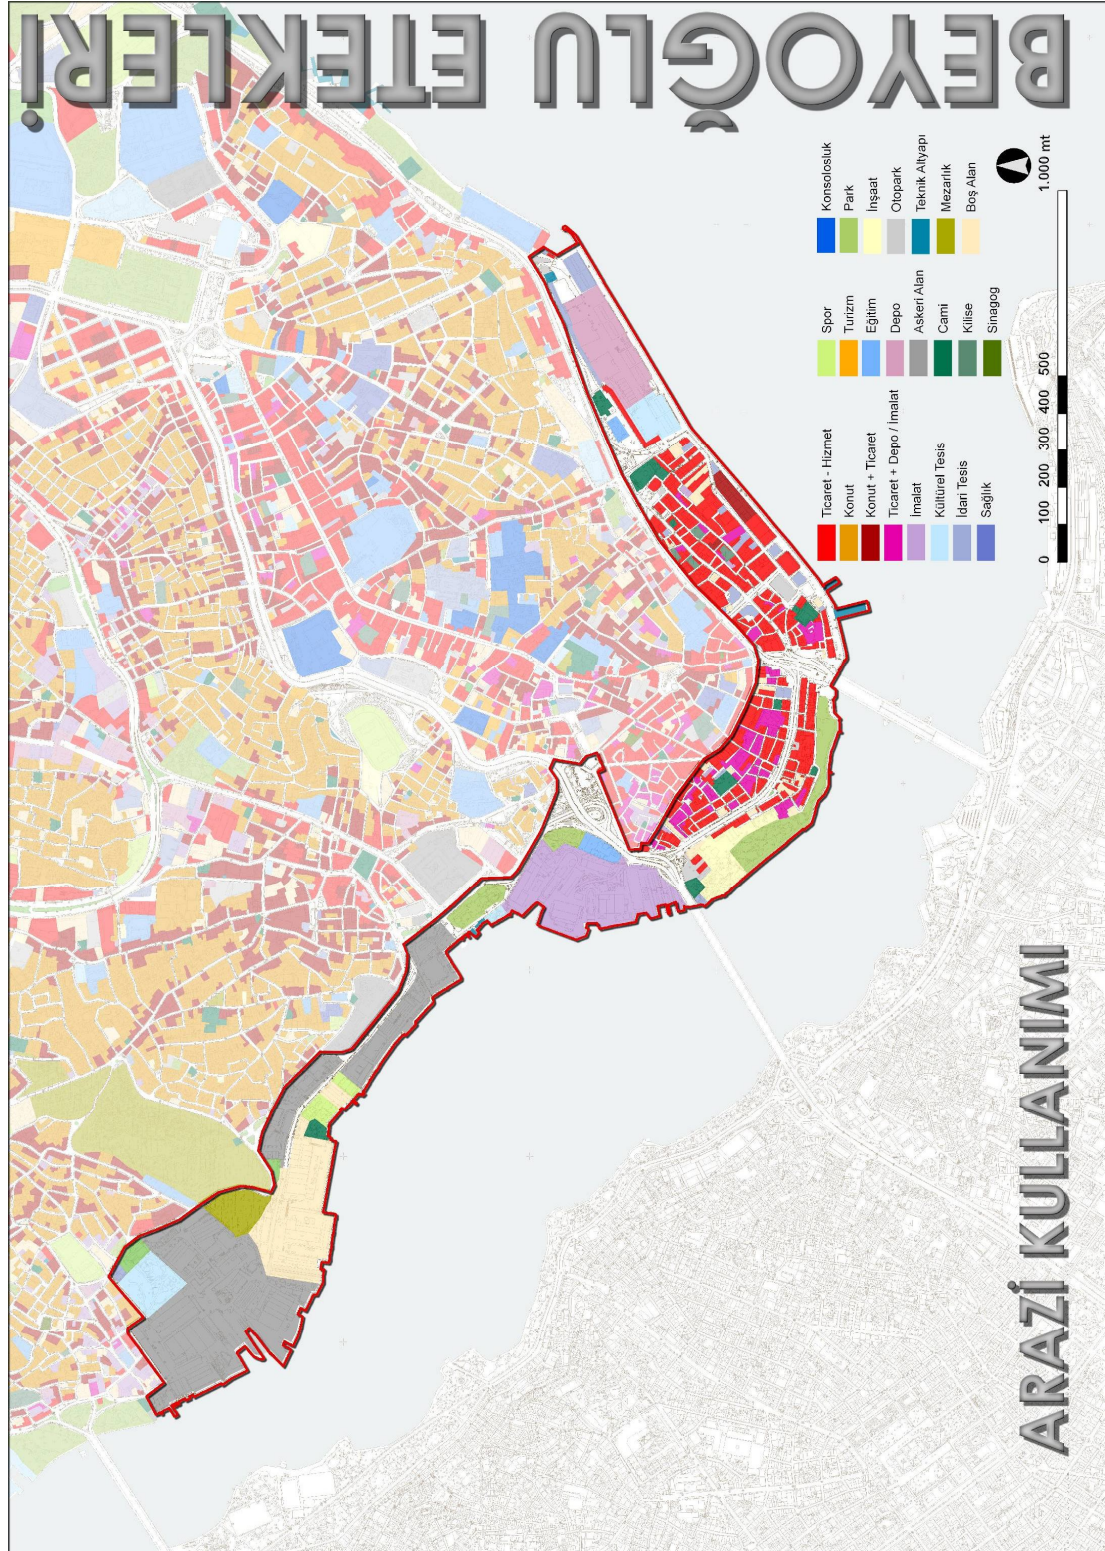 BEYOĞLU ETEKLERİ
Ticaret - Hizmet
Konut
Konut + Ticaret
Ticaret + Depo / İmalat
İmalat
Kültürel Tesis
İdari Tesis
Sağlık
Spor
Turizm
Eğitim
Depo
Askeri Alan
Cami
Kilise
Sinagog
Konsolosluk
Park
İnşaat
Otopark
Teknik Altyapı
Mezarlık
Boş Alan
0 100 200 300 400 500 1.000 mt
ARAZİ KULLANIMI